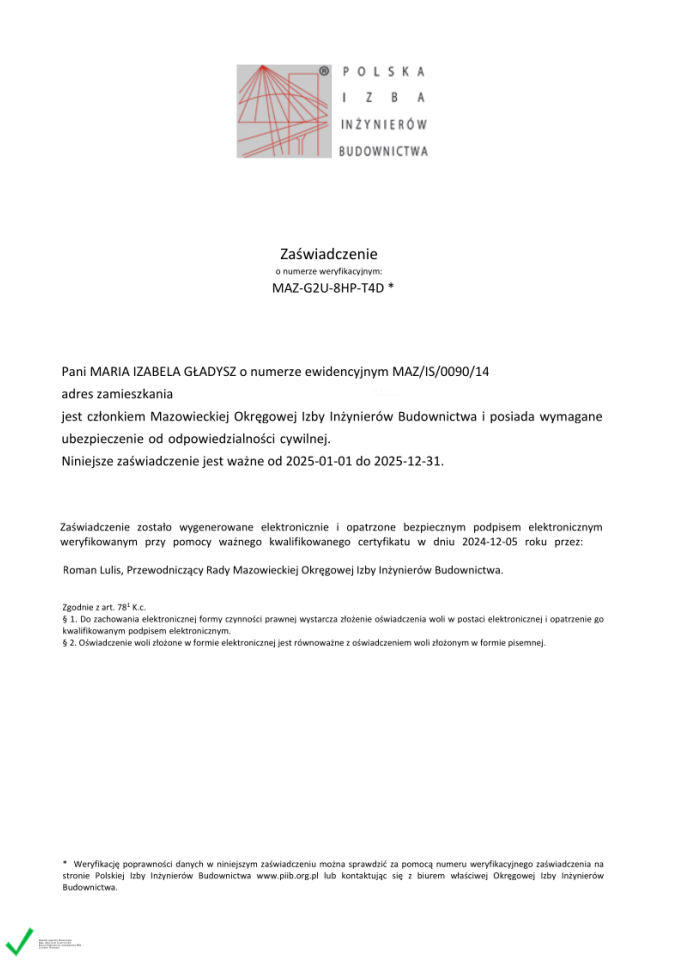 ®
POLSKA
IZBA
INŻYNIERÓW
BUDOWNICTWA
Zaświadczenie
o numerze weryfikacyjnym:
MAZ-G2U-8HP-T4D *
Pani MARIA IZABELA GŁADYSZ o numerze ewidencyjnym MAZ/IS/0090/14
adres zamieszkania
jest członkiem Mazowieckiej Okręgowej Izby Inżynierów Budownictwa i posiada wymagane
ubezpieczenie od odpowiedzialności cywilnej.
Niniejsze zaświadczenie jest ważne od 2025-01-01 do 2025-12-31.
Zaświadczenie zostało wygenerowane elektronicznie i opatrzone bezpiecznym podpisem elektronicznym
weryfikowanym przy pomocy ważnego kwalifikowanego certyfikatu w dniu 2024-12-05 roku przez:
Roman Lulis, Przewodniczący Rady Mazowieckiej Okręgowej Izby Inżynierów Budownictwa.
Zgodnie z art. 78¹ K.c.
§ 1. Do zachowania elektronicznej formy czynności prawnej wystarcza złożenie oświadczenia woli w postaci elektronicznej i opatrzenie go
kwalifikowanym podpisem elektronicznym.
§ 2. Oświadczenie woli złożone w formie elektronicznej jest równoważne z oświadczeniem woli złożonym w formie pisemnej.
* Weryfikację poprawności danych w niniejszym zaświadczeniu można sprawdzić za pomocą numeru weryfikacyjnego zaświadczenia na
stronie Polskiej Izby Inżynierów Budownictwa www.piib.org.pl lub kontaktując się z biurem właściwej Okręgowej Izby Inżynierów
Budownictwa.